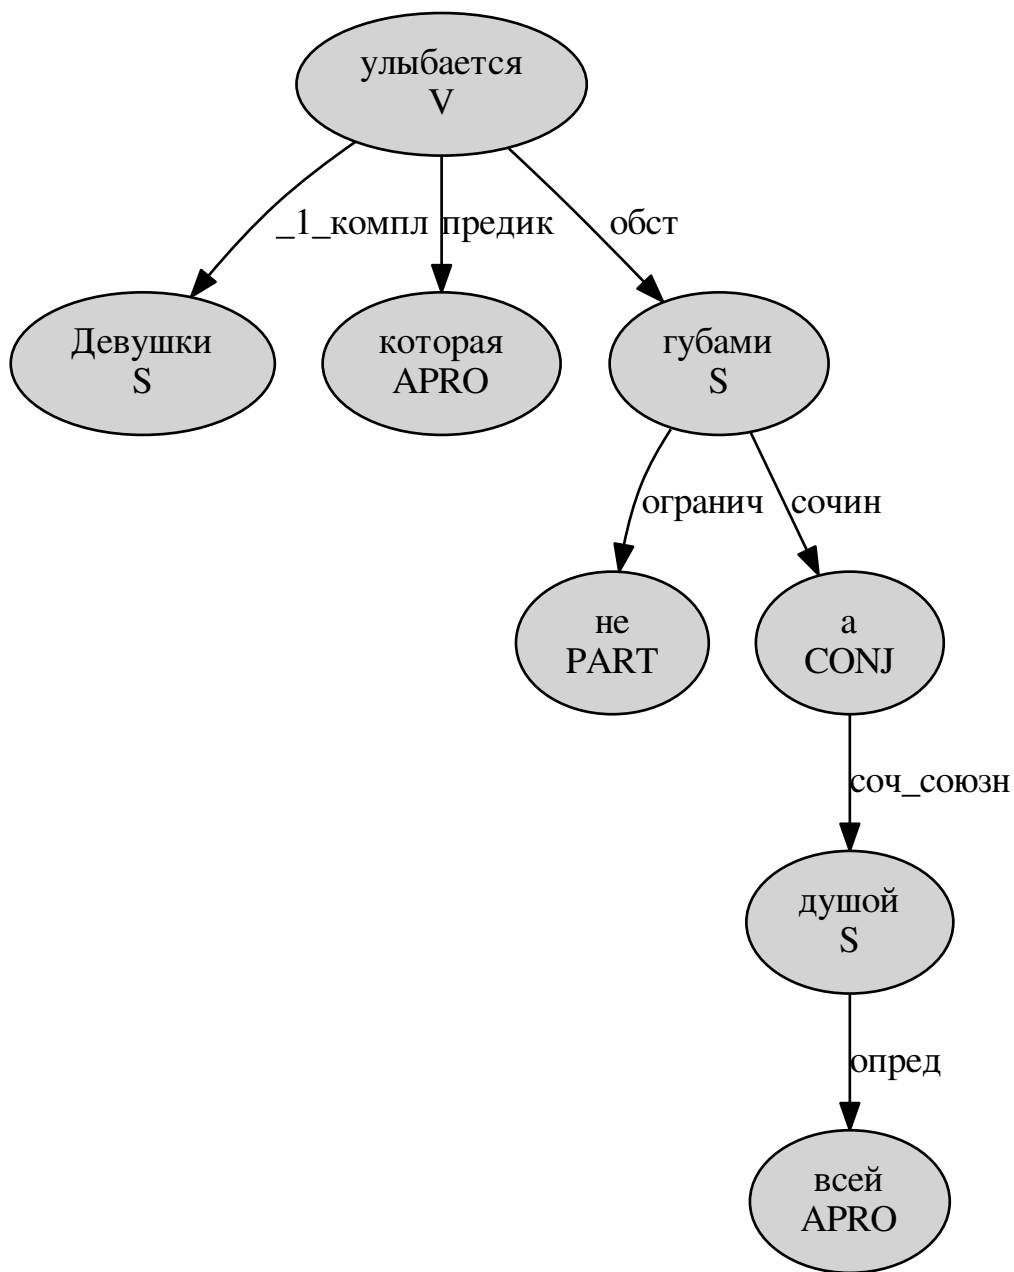 улыбается
V
_1_компл
предик
обст
Девушки
S
которая
APRO
губами
S
огранич
сочин
не
PART
а
CONJ
соч_союзн
душой
S
опред
всей
APRO